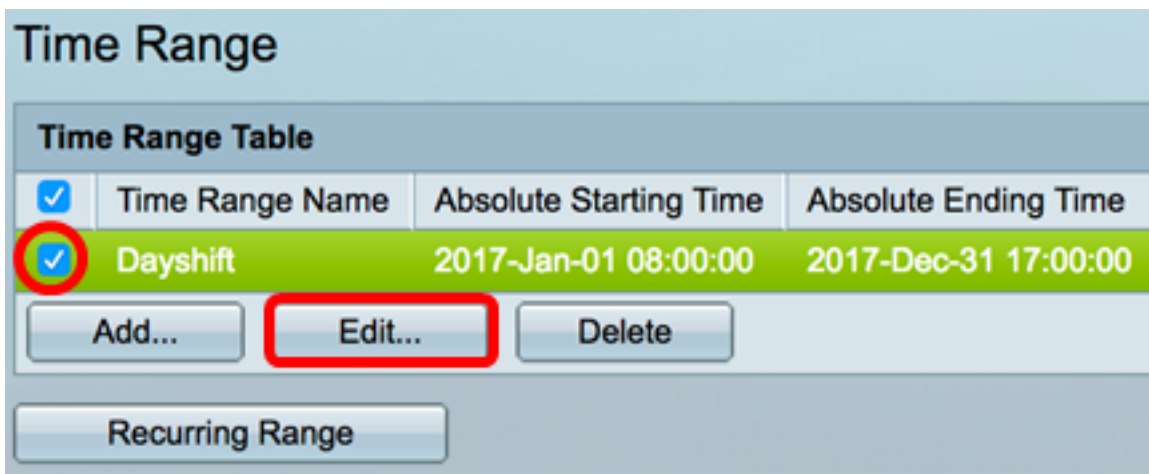 Time Range
Time Range Table
Time Range Name Absolute Starting Time Absolute Ending Time
Dayshift 2017-Jan-01 08:00:00 2017-Dec-31 17:00:00
Add... Edit... Delete
Recurring Range